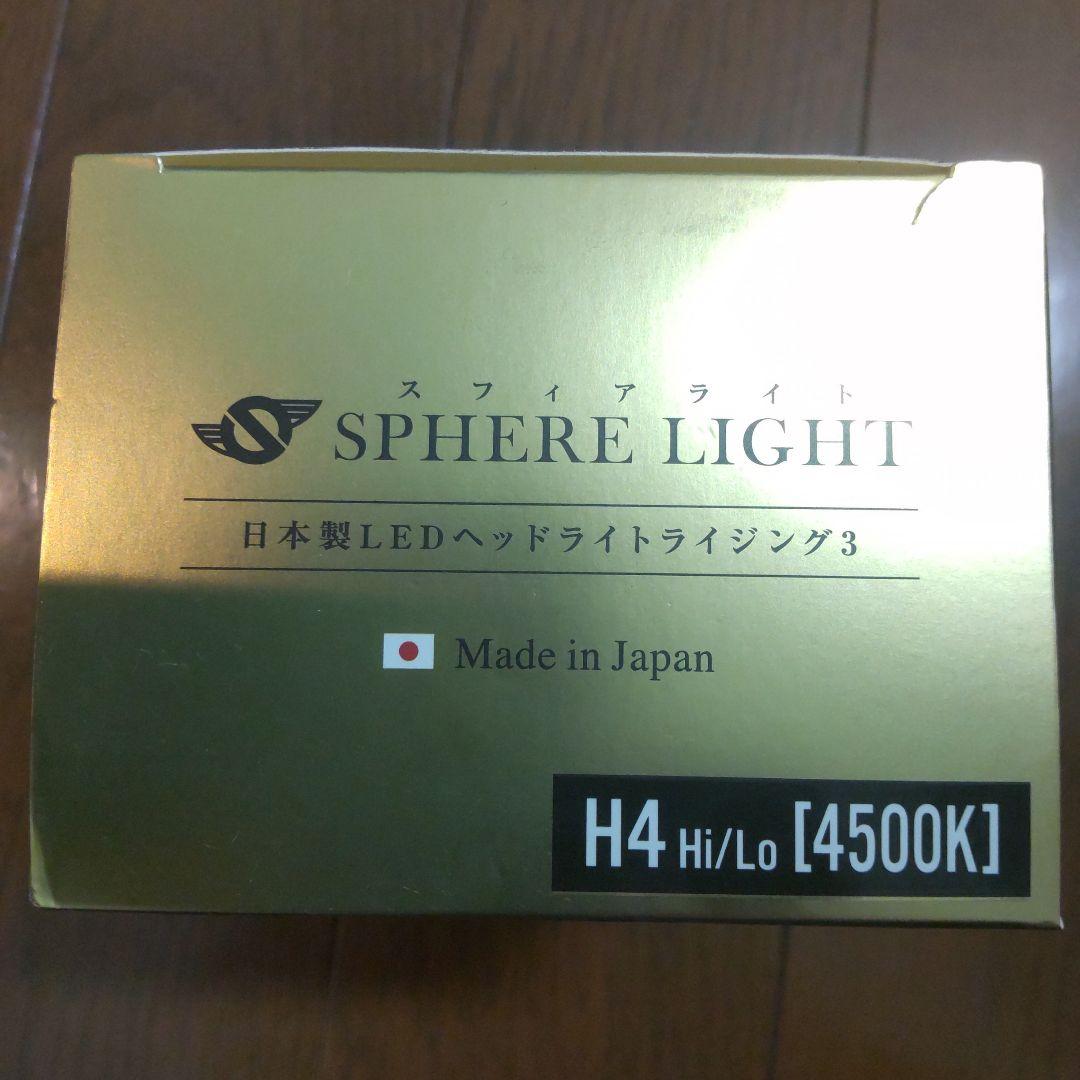 スフィアライト
SPHERE LIGHT
日本製LEDヘッドライトライジング3
Made in Japan
H4 Hi/Lo [4500K]